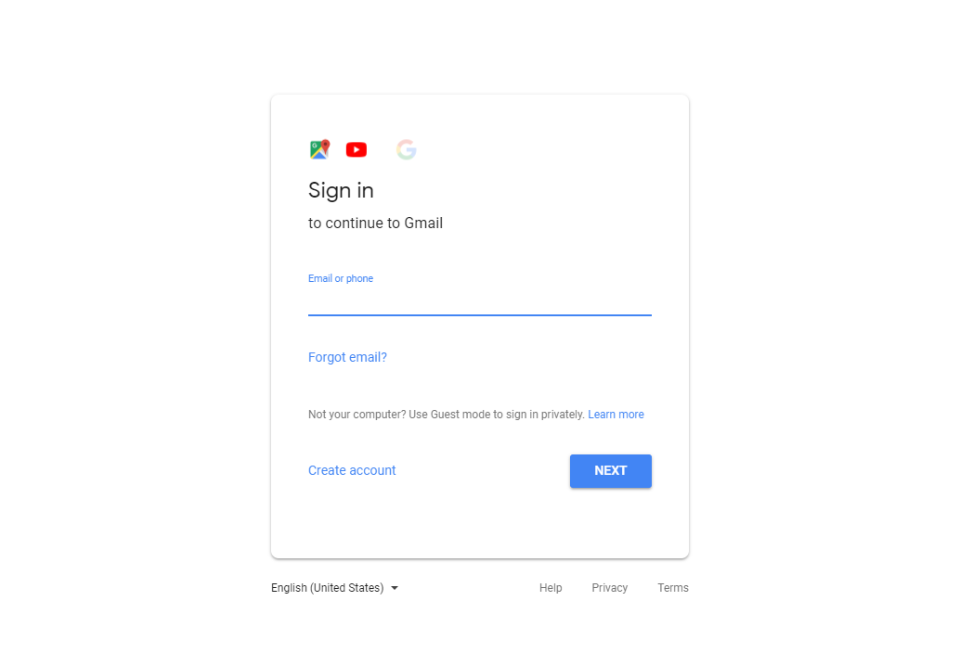 Sign in
to continue to Gmail
Email or phone
Forgot email?
Not your computer? Use Guest mode to sign in privately. Learn more
Create account
NEXT
English (United States)
Help
Privacy
Terms